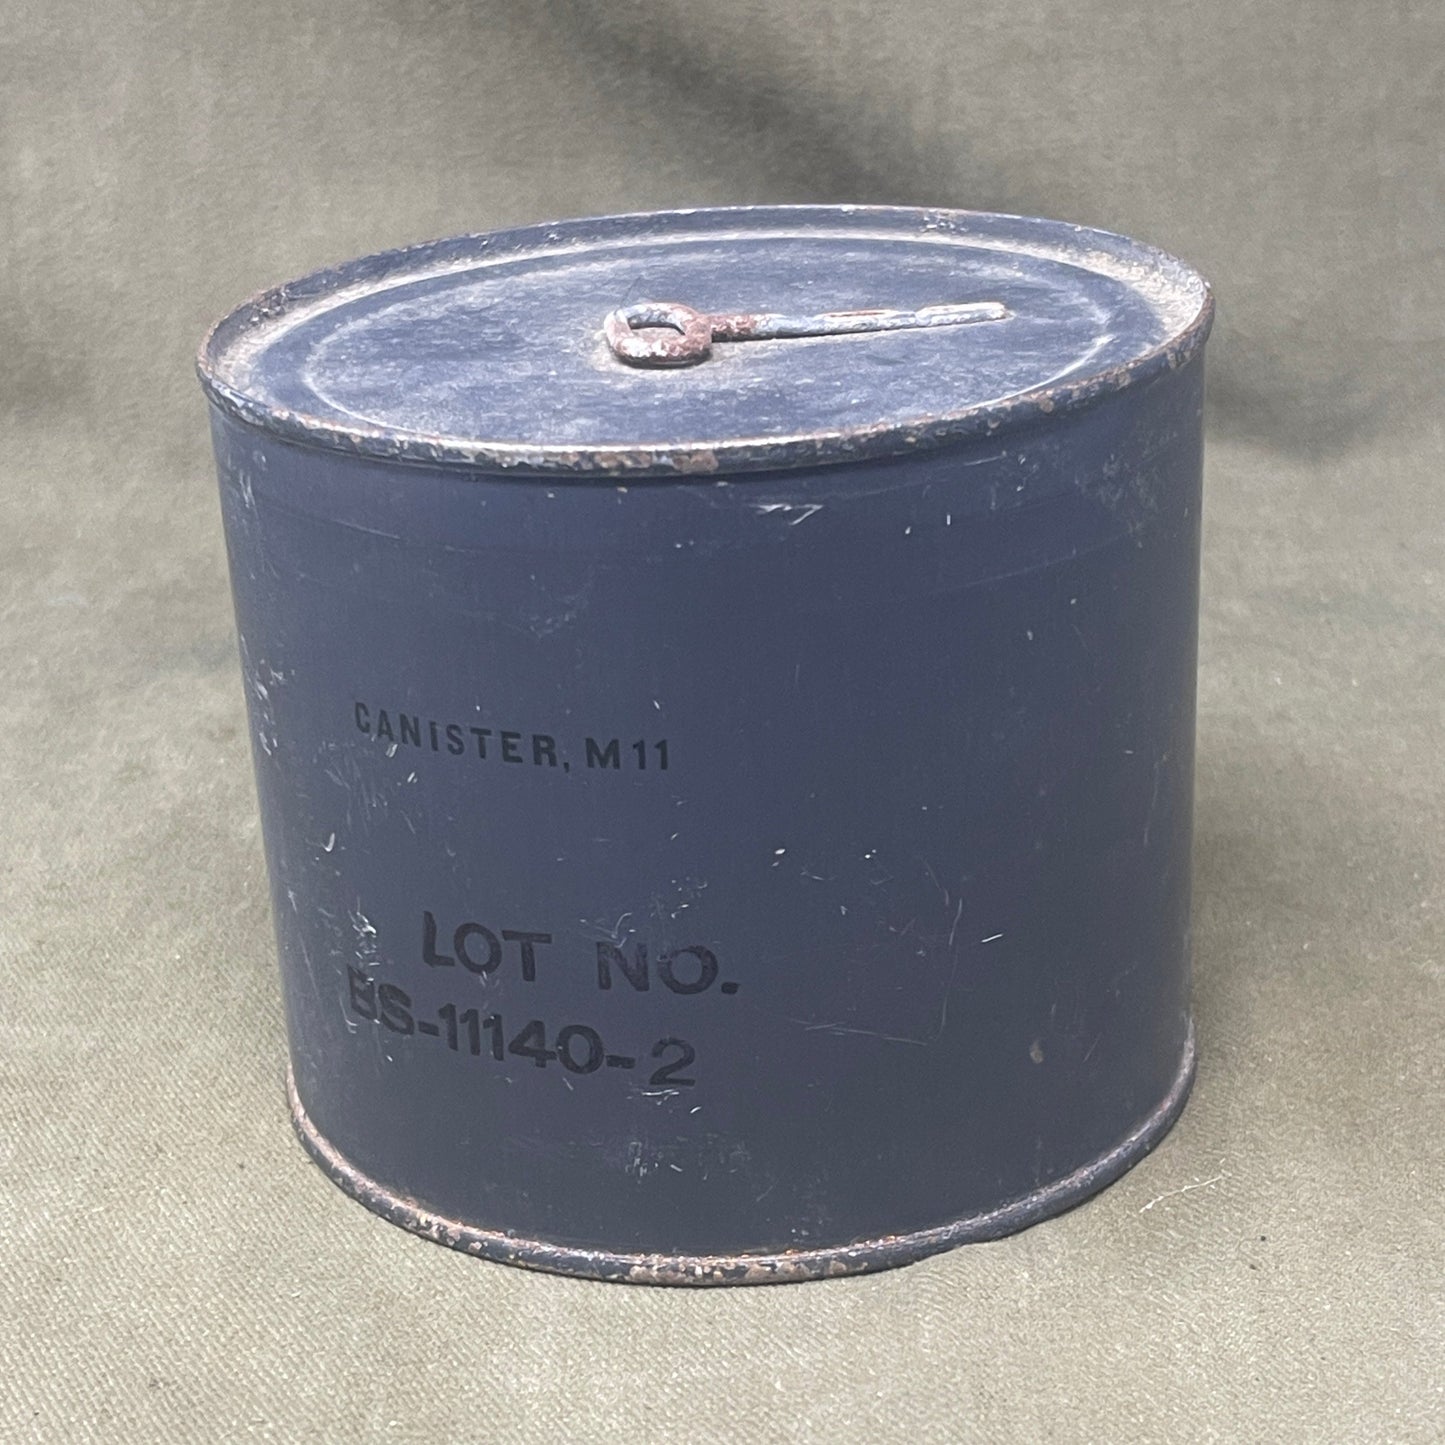 CANISTER, M11
LOT NO.
BS-11140-2